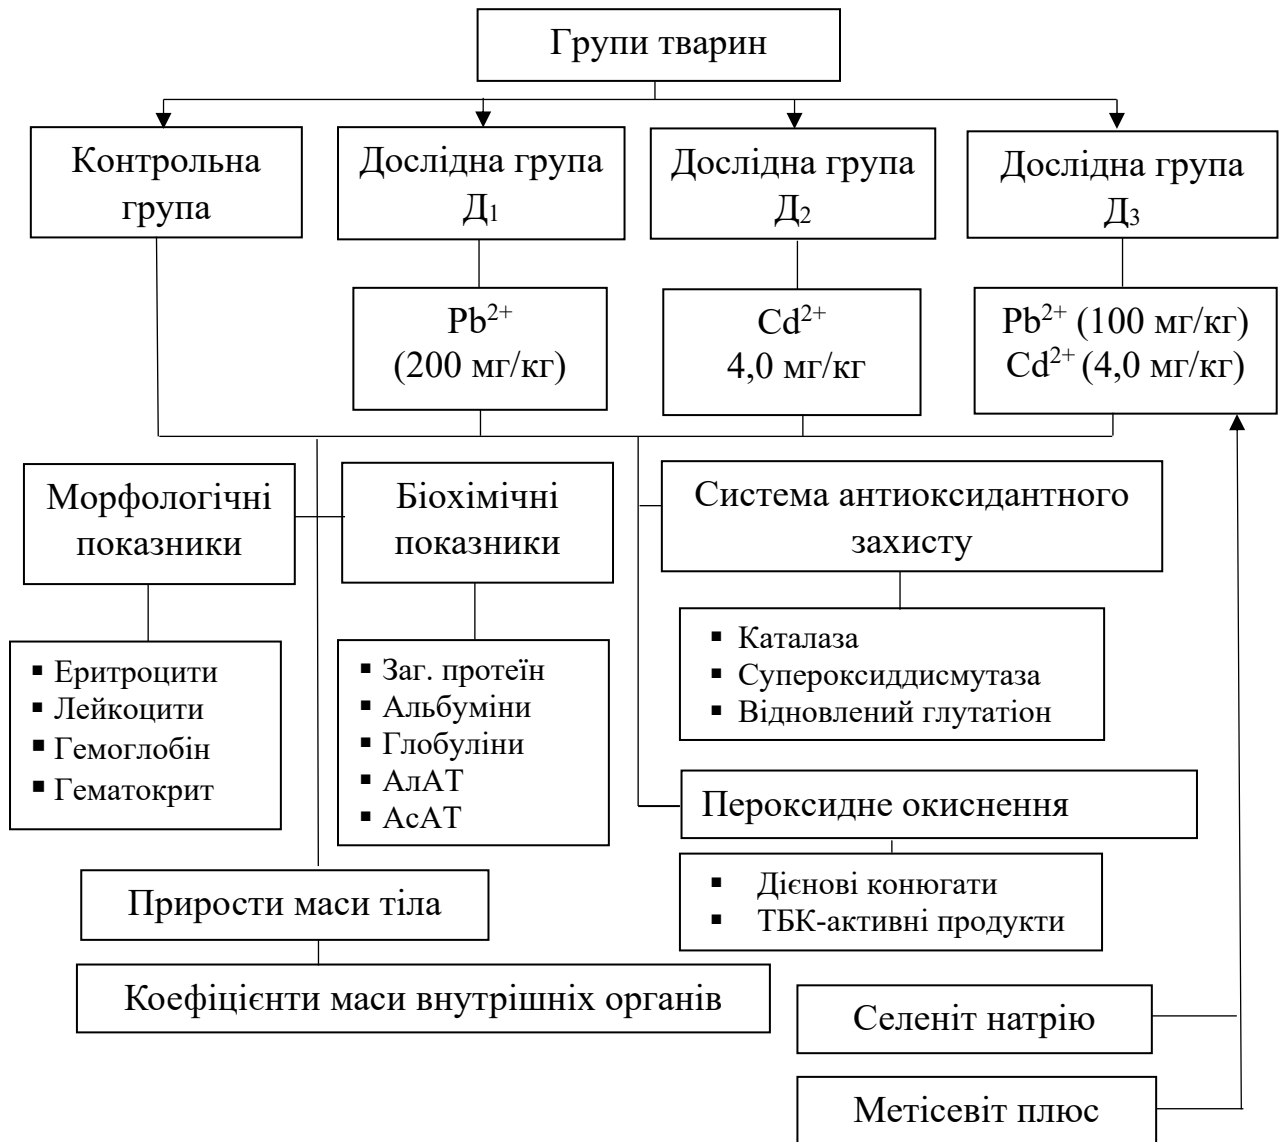 Групи тварин
Контрольна
група
Дослідна група
Д1
Дослідна група
Д2
Дослідна група
Д3
Pb2+
(200 мг/кг)
Cd2+
4,0 мг/кг
Pb2+ (100 мг/кг)
Cd2+ (4,0 мг/кг)
Морфологічні
показники
Біохімічні
показники
Система антиоксидантного
захисту
▪ Еритроцити
▪ Лейкоцити
▪ Гемоглобін
▪ Гематокрит
▪ Заг. протеїн
▪ Альбуміни
▪ Глобуліни
▪ АлАТ
▪ АсАТ
▪ Каталаза
▪ Супероксиддисмутаза
▪ Відновлений глутатіон
Пероксидне окиснення
▪ Дієнові конюгати
▪ ТБК-активні продукти
Прирости маси тіла
Коефіцієнти маси внутрішніх органів
Селеніт натрію
Метісевіт плюс